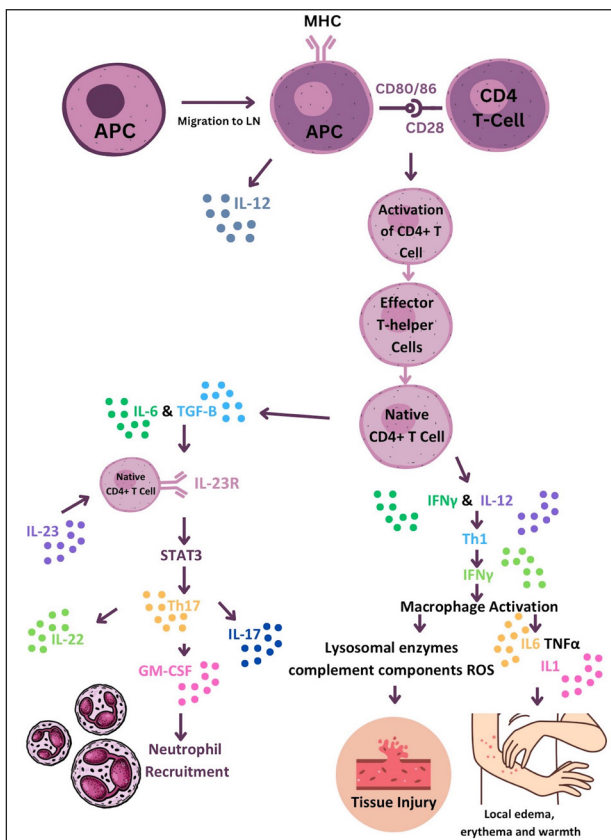 MHC
APC
Migration to LN
APC
CD80/86
CD28
CD4
T-Cell
IL-12
Activation
of CD4+ T
Cell
Effector
T-helper
Cells
Native
CD4+ T Cell
IL-6 & TGF-B
Native
CD4+ T Cell
IL-23R
IL-23
STAT3
Th17
IL-22
IL-17
GM-CSF
Neutrophil
Recruitment
IFNγ & IL-12
Th1
IFNγ
Macrophage Activation
Lysosomal enzymes
complement components ROS
IL6 TNFα
IL1
Tissue Injury
Local edema,
erythema and warmth